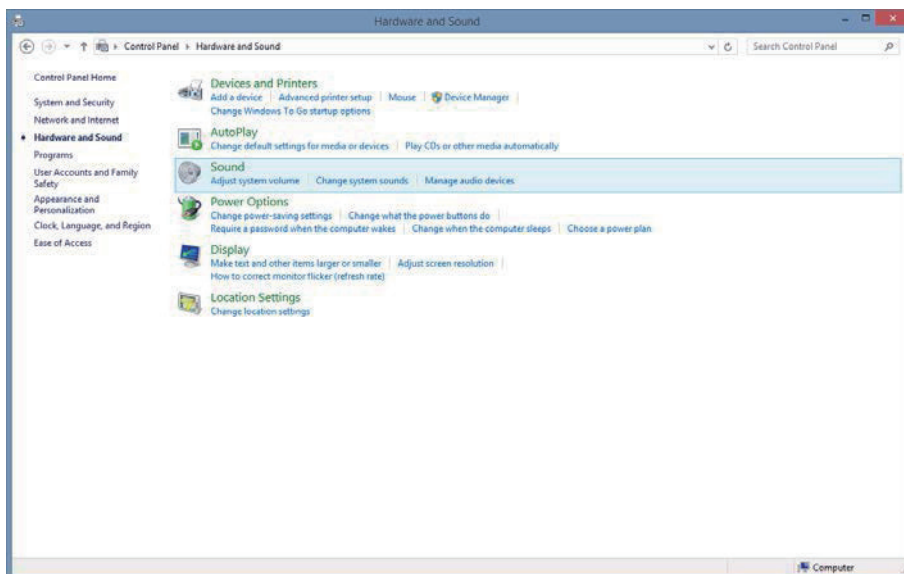 Hardware and Sound
Control Panel Hardware and Sound
Search Control Panel
Control Panel Home
System and Security
Network and Internet
Hardware and Sound
Programs
User Accounts and Family
Safety
Appearance and
Personalization
Clock, Language, and Region
Ease of Access
Devices and Printers
Add a device Advanced printer setup Mouse Device Manager
Change Windows To Go startup options
AutoPlay
Change default settings for media or devices Play CDs or other media automatically
Sound
Adjust system volume Change system sounds Manage audio devices
Power Options
Change power-saving settings Change what the power buttons do
Require a password when the computer wakes Change when the computer sleeps Choose a power plan
Display
Make text and other items larger or smaller Adjust screen resolution
How to correct monitor flicker (refresh rate)
Location Settings
Change location settings
Computer